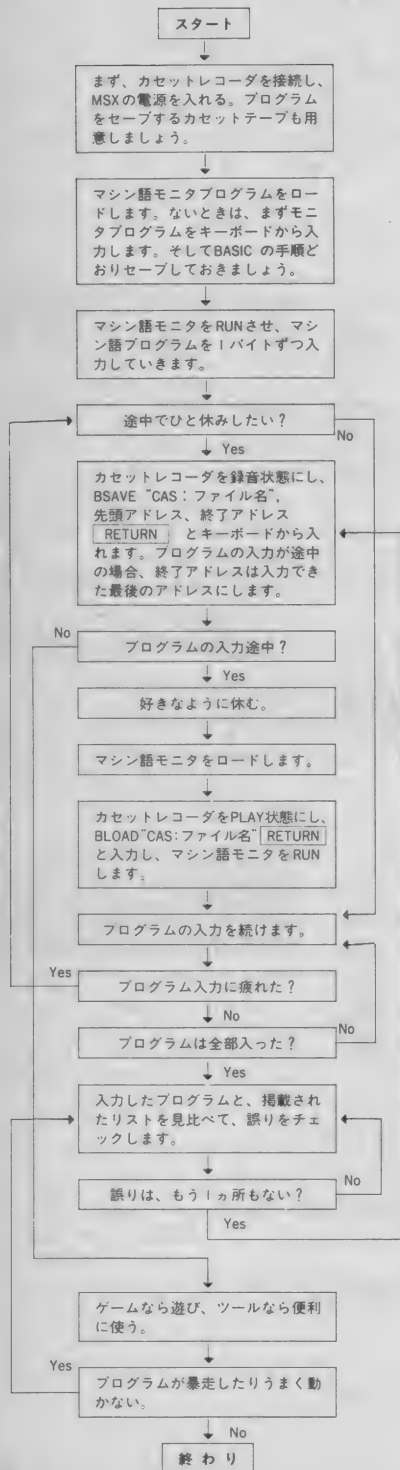 スタート
まず、カセットレコーダを接続し、
MSXの電源を入れる。プログラム
をセーブするカセットテープも用
意しましょう。
マシン語モニタプログラムをロー
ドします。ないときは、まずモニ
タプログラムをキーボードから入
力します。そしてBASIC の手順ど
おりセーブしておきましょう。
マシン語モニタをRUNさせ、マシ
ン語プログラムを1バイトずつ入
力していきます。
途中でひと休みしたい?
No
Yes
カセットレコーダを録音状態にし、
BSAVE "CAS:ファイル名",
先頭アドレス、終了アドレス
RETURN とキーボードから入
れます。プログラムの入力が途中
の場合、終了アドレスは入力でき
た最後のアドレスにします。
No
プログラムの入力途中?
Yes
好きなように休む。
マシン語モニタをロードします。
カセットレコーダをPLAY状態にし、
BLOAD"CAS:ファイル名" RETURN
と入力し、マシン語モニタをRUN
します。
プログラムの入力を続けます。
Yes
プログラム入力に疲れた?
No
プログラムは全部入った?
No
Yes
入力したプログラムと、掲載され
たリストを見比べて、誤りをチェ
ックします。
誤りは、もう1ヵ所もない?
No
Yes
ゲームなら遊び、ツールなら便利
に使う。
Yes
プログラムが暴走したりうまく動
かない。
No
終わり